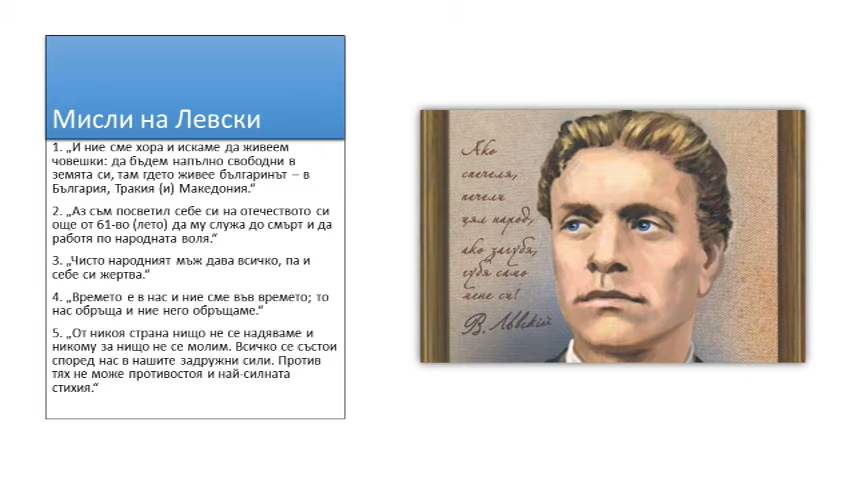 Мисли на Левски
1. „И ние сме хора и искаме да живеем
човешки: да бъдем напълно свободни в
земята си, там гдето живее българинът – в
България, Тракия (и) Македония.“
2. „Аз съм посветил себе си на отечеството си
още от 61-во (лето) да му служа до смърт и да
работя по народната воля.“
3. „Чисто народният мъж дава всичко, па и
себе си жертва.“
4. „Времето е в нас и ние сме във времето; то
нас обръща и ние него обръщаме.“
5. „От никоя страна нищо не се надяваме и
никому за нищо не се молим. Всичко се състои
според нас в нашите задружни сили. Против
тях не може противостоя и най-силната
стихия.“
Ако
спечеля,
печели
цял народ,
ако загубя,
губя само
мене си!
В. Лѣвскій